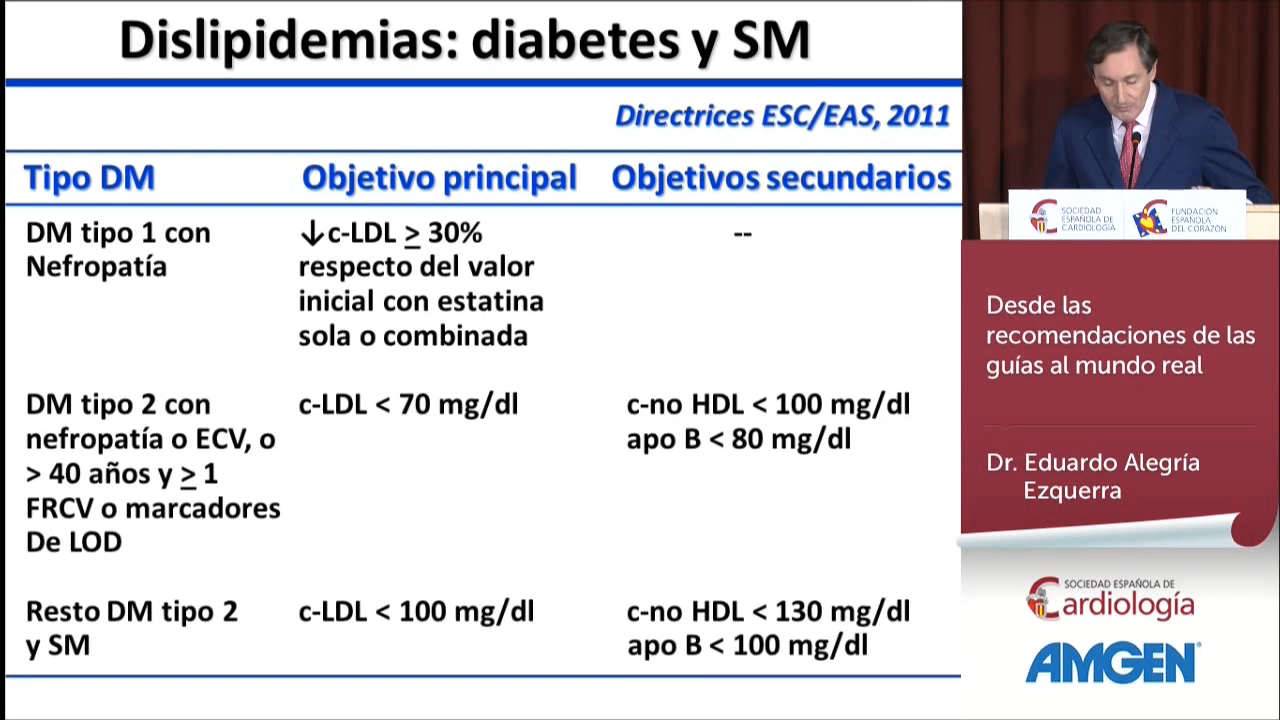 Dislipidemias: diabetes y SM
Directrices ESC/EAS, 2011
Tipo DM
Objetivo principal
Objetivos secundarios
DM tipo 1 con
Nefropatía
↓c-LDL ≥ 30%
respecto del valor
inicial con estatina
sola o combinada
--
DM tipo 2 con
nefropatía o ECV, o
> 40 años y ≥ 1
FRCV o marcadores
De LOD
c-LDL < 70 mg/dl
c-no HDL < 100 mg/dl
apo B < 80 mg/dl
Resto DM tipo 2
y SM
c-LDL < 100 mg/dl
c-no HDL < 130 mg/dl
apo B < 100 mg/dl
SOCIEDAD
ESPAÑOLA DE
CARDIOLOGÍA
FUNDACIÓN
ESPAÑOLA
DEL CORAZÓN
Desde las
recomendaciones de las
guías al mundo real
Dr. Eduardo Alegría
Ezquerra
SOCIEDAD ESPAÑOLA DE
Cardiología
AMGEN®